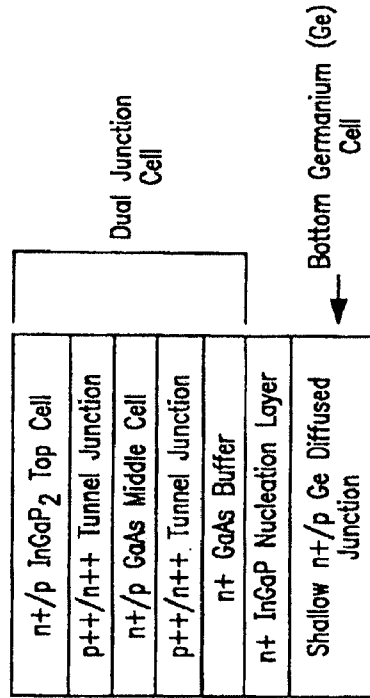 n+/p InGaP2 Top Cell
p++/n++ Tunnel Junction
n+/p GaAs Middle Cell
p++/n++. Tunnel Junction
n+ GaAs Buffer
n+ InGaP Nucleation Layer
Shallow n+/p Ge Diffused
Junction
Dual Junction
Cell
Bottom Germanium (Ge)
Cell